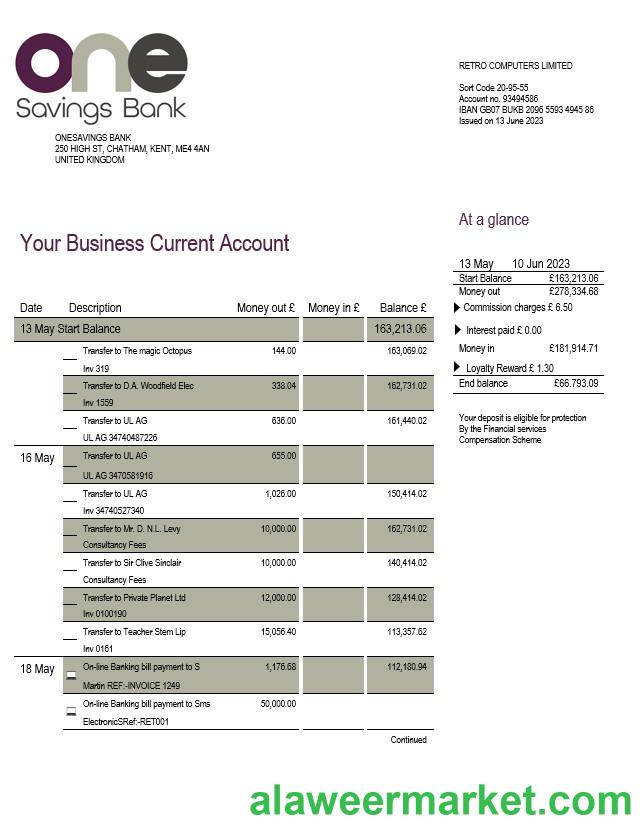 one
Savings Bank
ONESAVINGS BANK
250 HIGH ST, CHATHAM, KENT, ME4 4AN
UNITED KINGDOM
RETRO COMPUTERS LIMITED
Sort Code 20-95-55
Account no. 93494586
IBAN GB07 BUKB 2096 5593 4945 86
Issued on 13 June 2023
At a glance
13 May 10 Jun 2023
Start Balance £163,213.06
Money out £278,334.68
Commission charges £ 6.50
Interest paid £ 0.00
Money in £181,914.71
Loyalty Reward £ 1.30
End balance £66.793.09
Your deposit is eligible for protection
By the Financial services
Compensation Scheme
Your Business Current Account
Date Description Money out £ Money in £ Balance £
13 May Start Balance 163,213.06
Transfer to The magic Octopus 144.00 163,069.02
Inv 319
Transfer to D.A. Woodfield Elec 338.04 162,731.02
Inv 1559
Transfer to UL AG 636.00 161,440.02
UL AG 34740487226
16 May Transfer to UL AG 655.00
UL AG 3470581916
Transfer to UL AG 1,026.00 150,414.02
Inv 34740527340
Transfer to Mr. D. N.L. Levy 10,000.00 162,731.02
Consultancy Fees
Transfer to Sir Clive Sinclair 10,000.00 140,414.02
Consultancy Fees
Transfer to Private Planet Ltd 12,000.00 128,414.02
Inv 0100190
Transfer to Teacher Stem Lip 15,056.40 113,357.62
Inv 0161
18 May On-line Banking bill payment to S 1,176.68 112,180.94
Martin REF:-INVOICE 1249
On-line Banking bill payment to Sms 50,000.00
ElectronicSRef:-RET001
Continued
alaweermarket.com